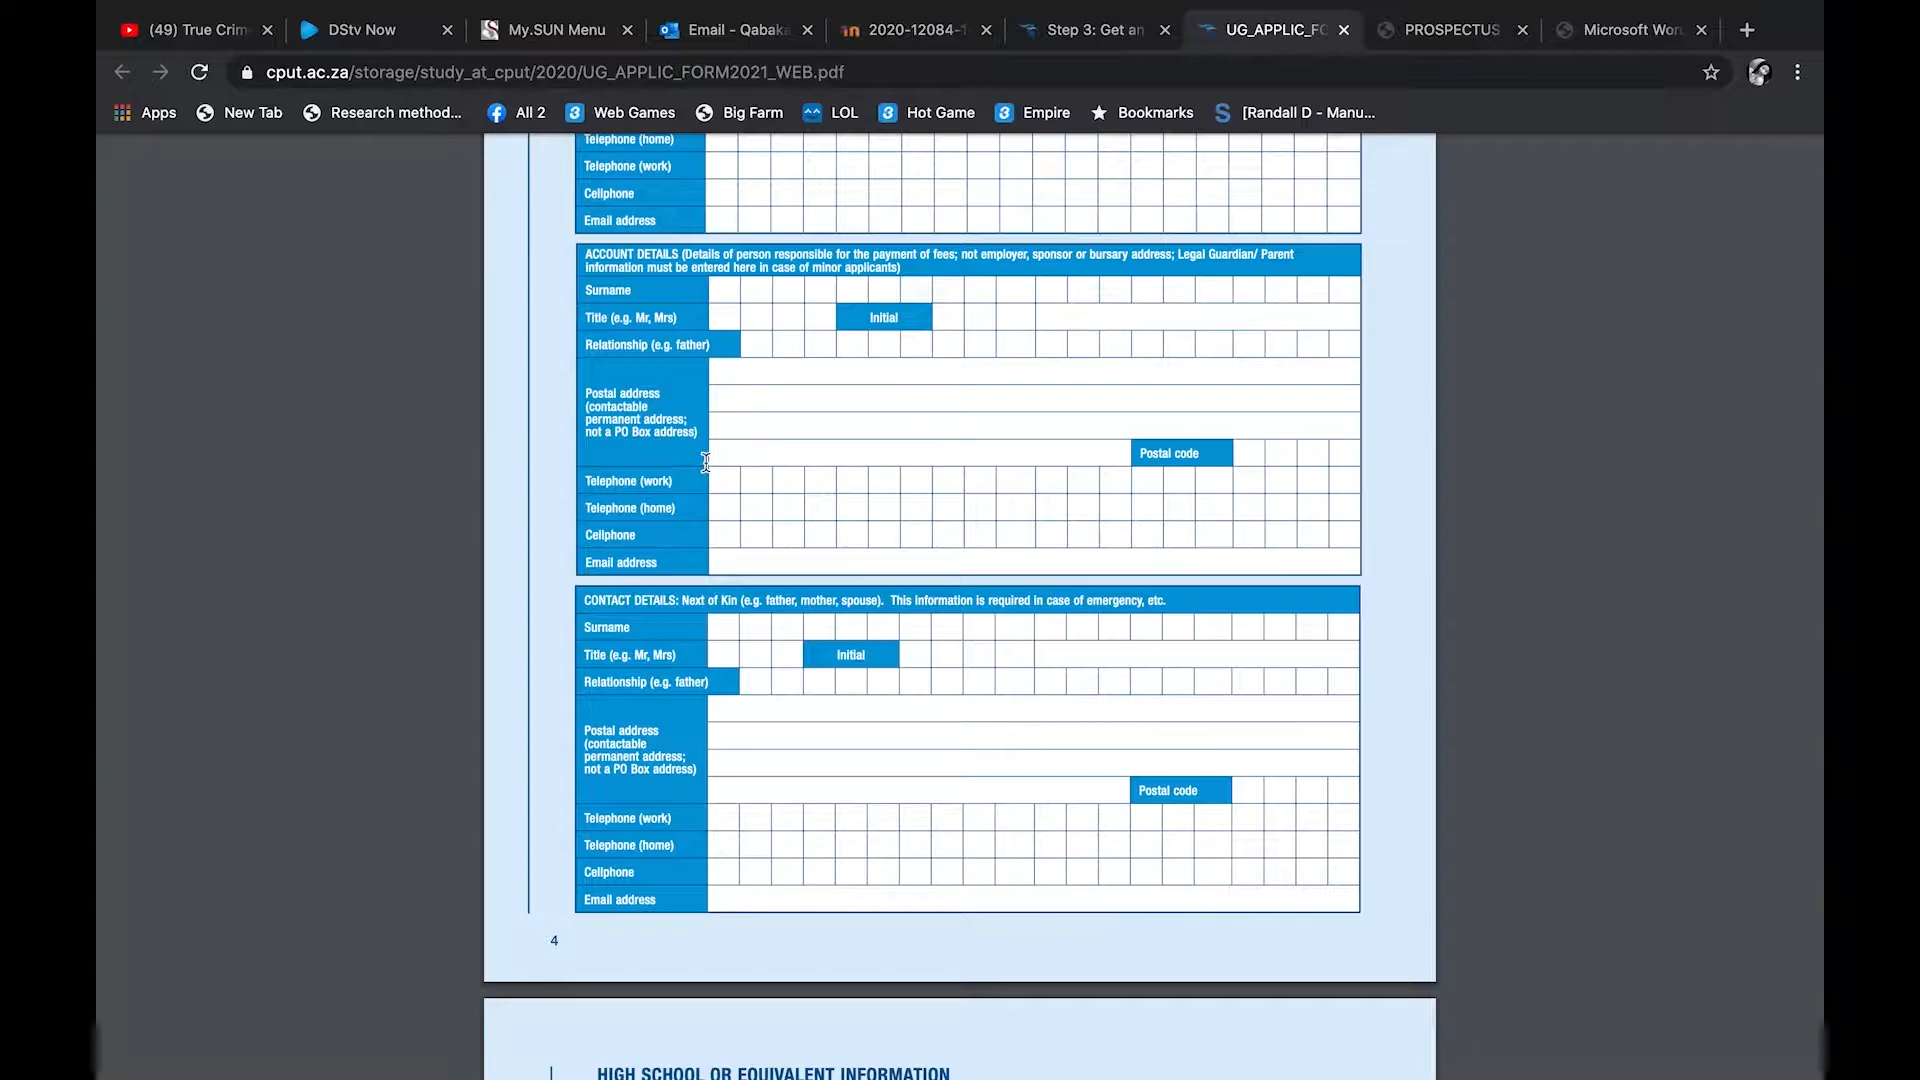 (49) True Crim
DStv Now
My.SUN Menu
Email - Qabaka
2020-12084-1
Step 3: Get an
UG_APPLIC_FO
PROSPECTUS
Microsoft Wor
cput.ac.za/storage/study_at_cput/2020/UG_APPLIC_FORM2021_WEB.pdf
Apps
New Tab
Research method...
All 2
Web Games
Big Farm
LOL
Hot Game
Empire
Bookmarks
[Randall D - Manu...
Telephone (home)
Telephone (work)
Cellphone
Email address
ACCOUNT DETAILS (Details of person responsible for the payment of fees; not employer, sponsor or bursary address; Legal Guardian/ Parent
information must be entered here in case of minor applicants)
Surname
Title (e.g. Mr, Mrs)
Initial
Relationship (e.g. father)
Postal address
(contactable
permanent address;
not a PO Box address)
Postal code
Telephone (work)
Telephone (home)
Cellphone
Email address
CONTACT DETAILS: Next of Kin (e.g. father, mother, spouse). This information is required in case of emergency, etc.
Surname
Title (e.g. Mr, Mrs)
Initial
Relationship (e.g. father)
Postal address
(contactable
permanent address;
not a PO Box address)
Postal code
Telephone (work)
Telephone (home)
Cellphone
Email address
4
HIGH SCHOOL OR EQUIVALENT INFORMATION